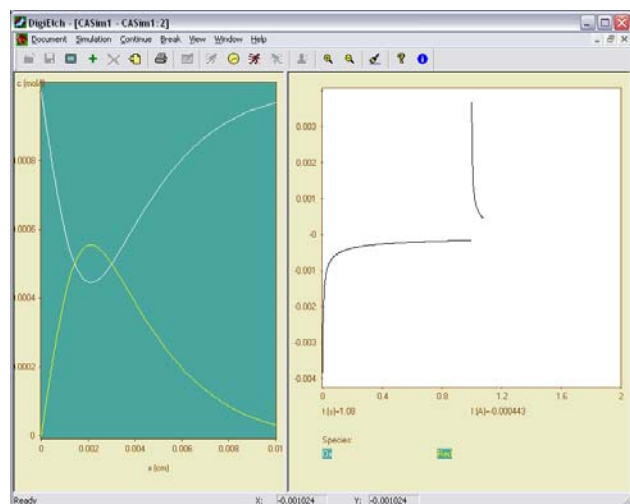 DigiElch - [CASim1 - CASim1:2]
Document Simulation Continue Break View Window Help
c [mol/l]
0.0008
0.0006
0.0004
0.0002
0
0 0.002 0.004 0.006 0.008 0.01
x [cm]
0.003
0.002
0.001
-0
-0.001
-0.002
-0.003
-0.004
0 0.4 0.8 1.2 1.6 2
t [s]=1.08 I [A]=-0.000443
Species:
Ox Red
Ready X: -0.001024 Y: -0.001024